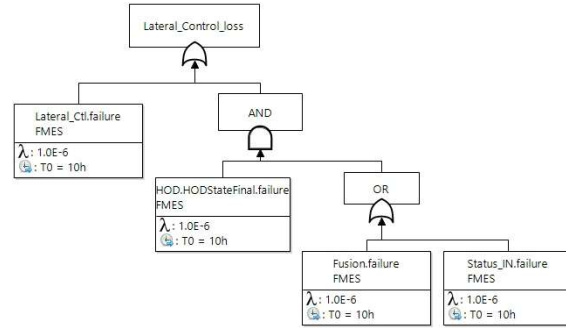 Lateral_Control_loss
Lateral_Ctl.failure
FMES
λ: 1.0E-6
: T0 = 10h
AND
HOD.HODStateFinal.failure
FMES
λ: 1.0E-6
: T0 = 10h
OR
Fusion.failure
FMES
λ: 1.0E-6
: T0 = 10h
Status_IN.failure
FMES
λ: 1.0E-6
: T0 = 10h